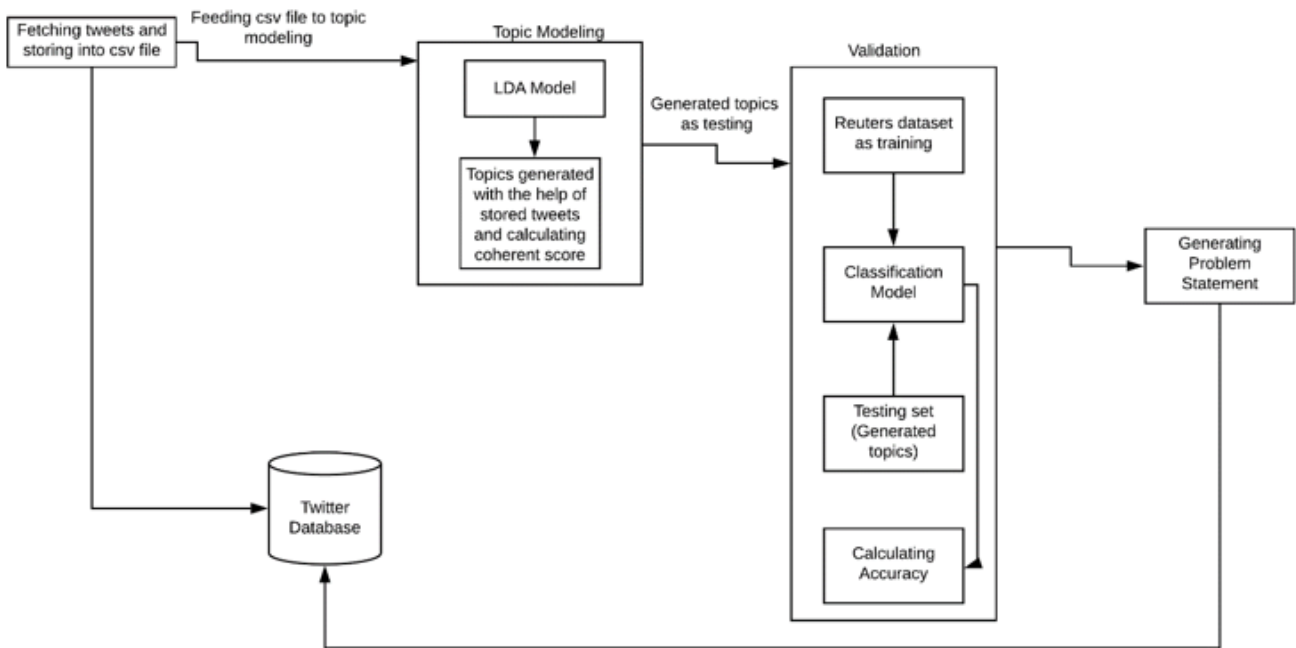 Fetching tweets and
storing into csv file
Feeding csv file to topic
modeling
Topic Modeling
LDA Model
Topics generated
with the help of
stored tweets
and calculating
coherent score
Generated topics
as testing
Validation
Reuters dataset
as training
Classification
Model
Testing set
(Generated
topics)
Calculating
Accuracy
Generating
Problem
Statement
Twitter
Database